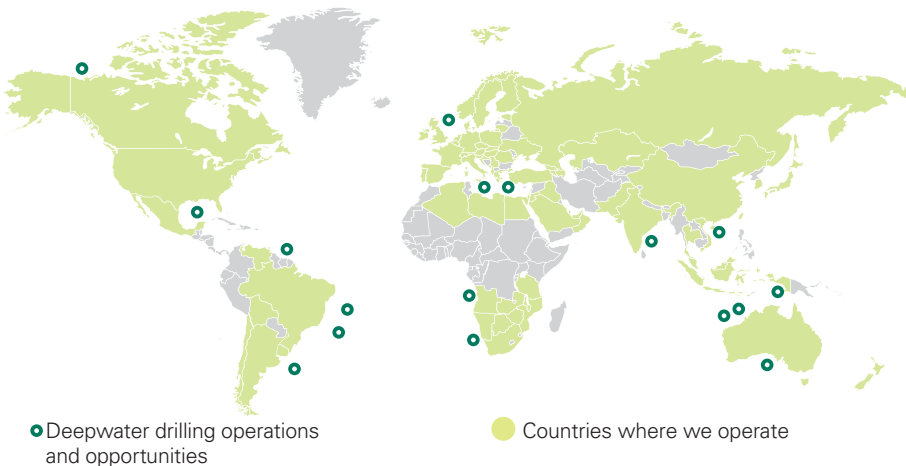 Deepwater drilling operations
and opportunities
Countries where we operate